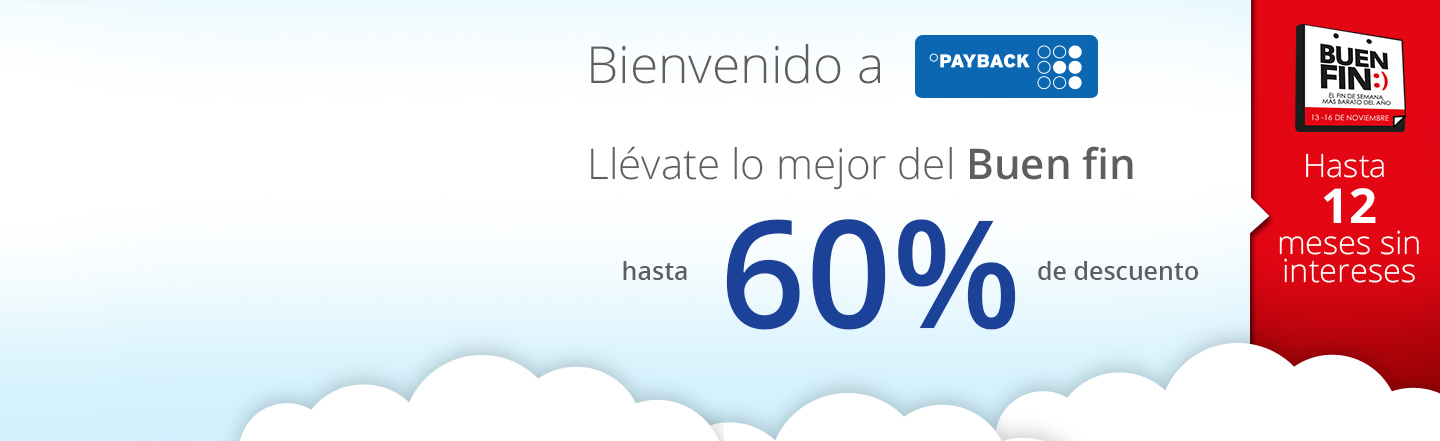 Bienvenido a
°PAYBACK
Llévate lo mejor del Buen fin
hasta 60% de descuento
BUEN
FIN:)
EL FIN DE SEMANA
MÁS BARATO DEL AÑO
13 -16 DE NOVIEMBRE
Hasta
12
meses sin
intereses